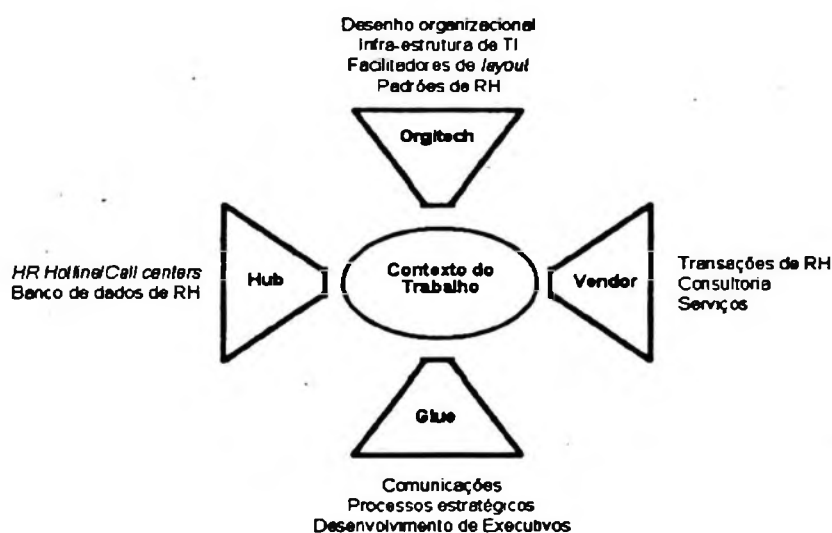 Desenho organizacional
Infra-estrutura de TI
Facilitadores de layout
Padrões de RH
Orgitech
HR Hotline/Call centers
Banco de dados de RH
Hub
Contexto do
Trabalho
Vendor
Transações de RH
Consultoria
Serviços
Glue
Comunicações
Processos estratégicos
Desenvolvimento de Executivos